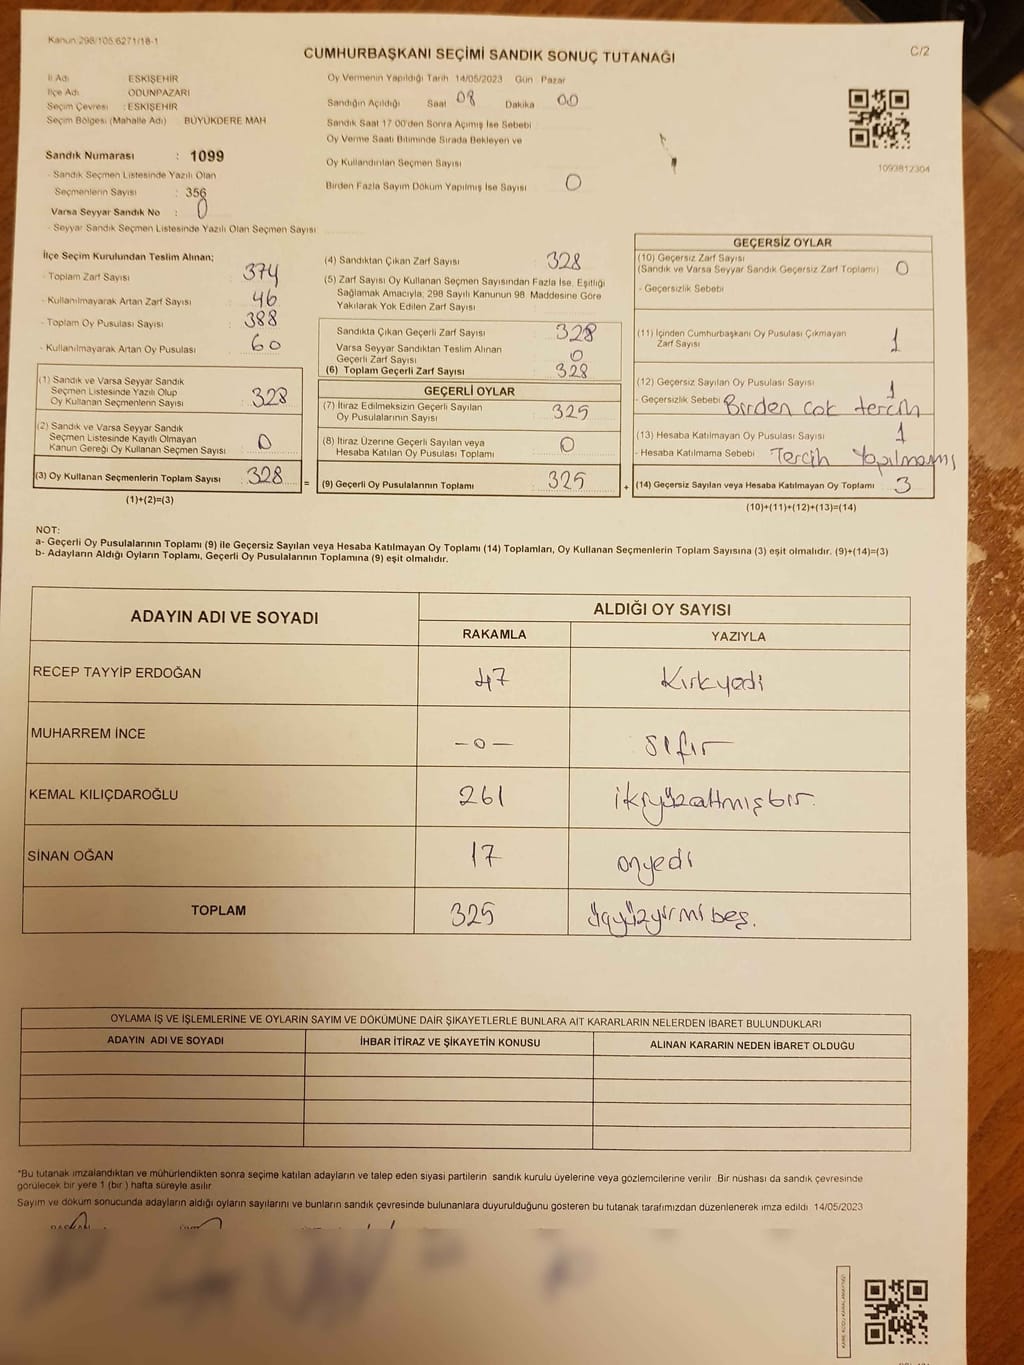 Kanun 298/105 6271/18-1
C/2
CUMHURBAŞKANI SEÇİMİ SANDIK SONUÇ TUTANAĞI
İl Adı ESKİŞEHİR
İlçe Adı ODUNPAZARI
Seçim Çevresi : ESKİŞEHİR
Seçim Bölgesi (Mahalle Adı) BÜYÜKDERE MAH
Sandık Numarası : 1099
- Sandık Seçmen Listesinde Yazılı Olan
Seçmenlerin Sayısı : 356
Varsa Seyyar Sandık No : 0
- Seyyar Sandık Seçmen Listesinde Yazılı Olan Seçmen Sayısı
Oy Vermenin Yapıldığı Tarih 14/05/2023 Gün Pazar
Sandığın Açıldığı Saat 08 Dakika 00
Sandık Saat 17 00'den Sonra Açımış İse Sebebi
Oy Verme Saati Bitiminde Sırada Bekleyen ve
Oy Kullandırılan Seçmen Sayısı
Birden Fazla Sayım Döküm Yapılmış İse Sayısı 0
1093812304
İlçe Seçim Kurulundan Teslim Alınan;
- Toplam Zarf Sayısı : 374
- Kullanılmayarak Artan Zarf Sayısı : 46
- Toplam Oy Pusulası Sayısı : 388
- Kullanılmayarak Artan Oy Pusulası : 60
(1) Sandık ve Varsa Seyyar Sandık
Seçmen Listesinde Yazılı Olup
Oy Kullanan Seçmenlerin Sayısı 328
(2) Sandık ve Varsa Seyyar Sandık
Seçmen Listesinde Kayıtlı Olmayan
Kanun Gereği Oy Kullanan Seçmen Sayısı 0
(3) Oy Kullanan Seçmenlerin Toplam Sayısı 328 =
(1)+(2)=(3)
(4) Sandıktan Çıkan Zarf Sayısı 328
(5) Zarf Sayısı Oy Kullanan Seçmen Sayısından Fazla İse, Eşitliği
Sağlamak Amacıyla; 298 Sayılı Kanunun 98 Maddesine Göre
Yakılarak Yok Edilen Zarf Sayısı
Sandıkta Çıkan Geçerli Zarf Sayısı 328
Varsa Seyyar Sandıktan Teslim Alınan
Geçerli Zarf Sayısı 0
(6) Toplam Geçerli Zarf Sayısı 328
GEÇERLİ OYLAR
(7) İtiraz Edilmeksizin Geçerli Sayılan
Oy Pusulalarının Sayısı 325
(8) İtiraz Üzerine Geçerli Sayılan veya
Hesaba Katılan Oy Pusulası Toplamı 0
(9) Geçerli Oy Pusulalarının Toplamı 325 +
GEÇERSİZ OYLAR
(10) Geçersiz Zarf Sayısı
(Sandık ve Varsa Seyyar Sandık Geçersiz Zarf Toplamı) 0
- Geçersizlik Sebebi
(11) İçinden Cumhurbaşkanı Oy Pusulası Çıkmayan
Zarf Sayısı 1
(12) Geçersiz Sayılan Oy Pusulası Sayısı 1
- Geçersizlik Sebebi Birden çok tercih
(13) Hesaba Katılmayan Oy Pusulası Sayısı 1
- Hesaba Katılmama Sebebi Tercih Yapılmamış
(14) Geçersiz Sayılan veya Hesaba Katılmayan Oy Toplamı 3
(10)+(11)+(12)+(13)=(14)
NOT:
a- Geçerli Oy Pusulalarının Toplamı (9) ile Geçersiz Sayılan veya Hesaba Katılmayan Oy Toplamı (14) Toplamları, Oy Kullanan Seçmenlerin Toplam Sayısına (3) eşit olmalıdır. (9)+(14)=(3)
b- Adayların Aldığı Oyların Toplamı, Geçerli Oy Pusulalarının Toplamına (9) eşit olmalıdır.
ADAYIN ADI VE SOYADI ALDIĞI OY SAYISI
RAKAMLA YAZIYLA
RECEP TAYYİP ERDOĞAN 47 Kırkyedi
MUHARREM İNCE -0- sıfır
KEMAL KILIÇDAROĞLU 261 ikiyüzaltmışbir.
SİNAN OĞAN 17 onyedi
TOPLAM 325 üçyüzyirmibeş.
OYLAMA İŞ VE İŞLEMLERİNE VE OYLARIN SAYIM VE DÖKÜMÜNE DAİR ŞİKAYETLERLE BUNLARA AİT KARARLARIN NELERDEN İBARET BULUNDUKLARI
ADAYIN ADI VE SOYADI İHBAR İTİRAZ VE ŞİKAYETİN KONUSU ALINAN KARARIN NEDEN İBARET OLDUĞU
*Bu tutanak imzalandıktan ve mühürlendikten sonra seçime katılan adayların ve talep eden siyasi partilerin sandık kurulu üyelerine veya gözlemcilerine verilir. Bir nüshası da sandık çevresinde
görülecek bir yere 1 (bir) hafta süreyle asılır
Sayım ve döküm sonucunda adayların aldığı oyların sayılarını ve bunların sandık çevresinde bulunanlara duyurulduğunu gösteren bu tutanak tarafımızdan düzenlenerek imza edildi 14/05/2023